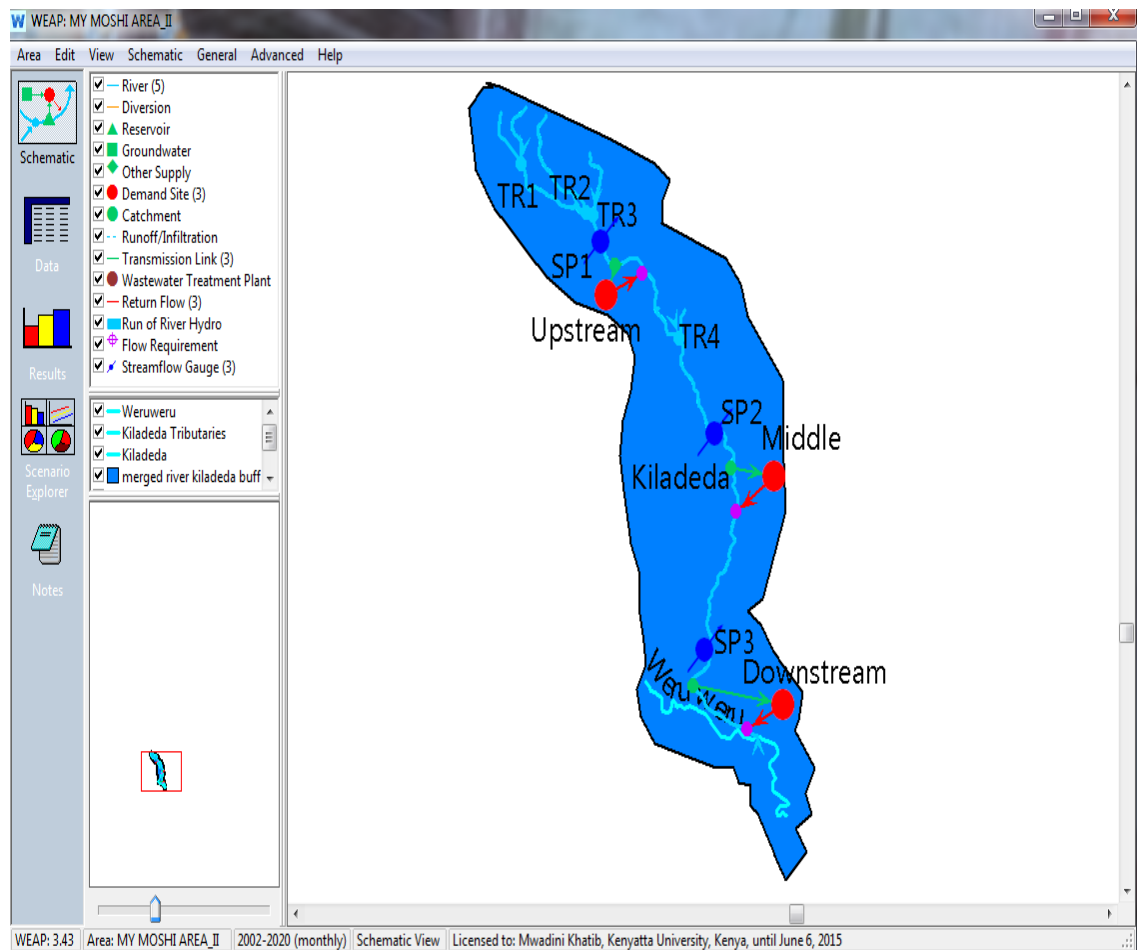 W WEAP: MY MOSHI AREA_II
Area Edit View Schematic General Advanced Help
Schematic
Data
Results
Scenario
Explorer
Notes
River (5)
Diversion
Reservoir
Groundwater
Other Supply
Demand Site (3)
Catchment
Runoff/Infiltration
Transmission Link (3)
Wastewater Treatment Plant
Return Flow (3)
Run of River Hydro
Flow Requirement
Streamflow Gauge (3)
Weruweru
Kiladeda Tributaries
Kiladeda
merged river kiladeda buff
TR1
TR2
TR3
SP1
Upstream
TR4
SP2
Middle
Kiladeda
SP3
Weruweru
Downstream
WEAP: 3.43 Area: MY MOSHI AREA_II 2002-2020 (monthly) Schematic View Licensed to: Mwadini Khatib, Kenyatta University, Kenya, until June 6, 2015